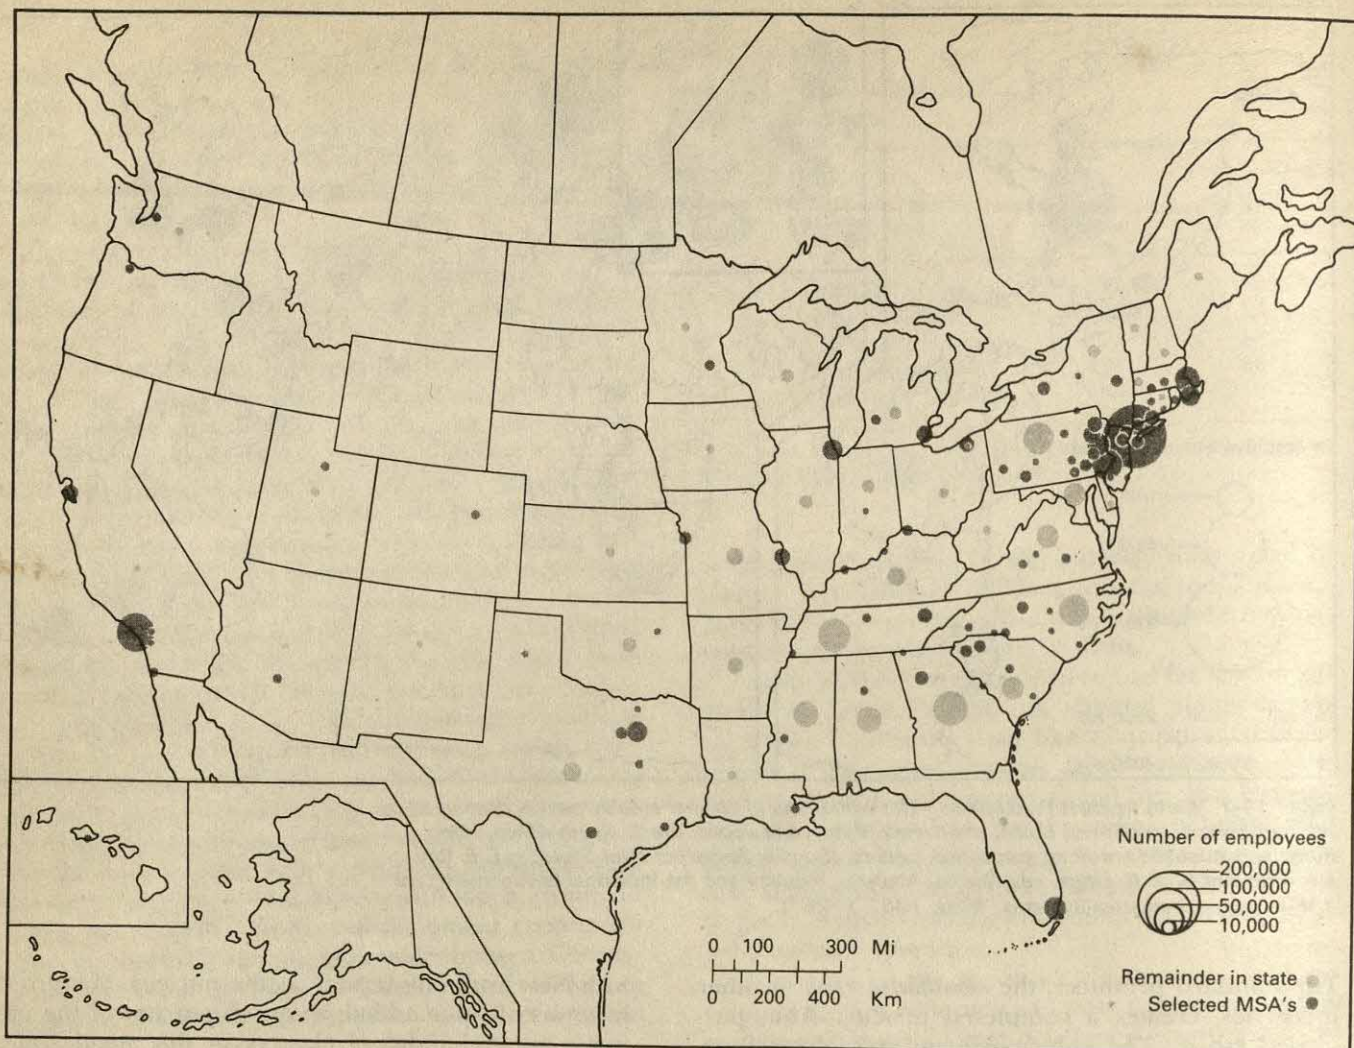 Number of employees
200,000
100,000
50,000
10,000
0 100 300 Mi
0 200 400 Km
Remainder in state
Selected MSA's